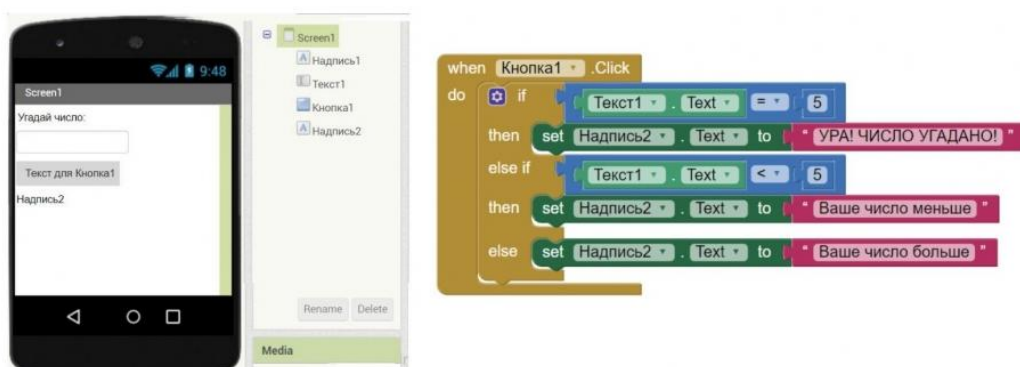 9:48
Screen1
Угадай число:
Текст для Кнопка1
Надпись2
Screen1
Надпись1
Текст1
Кнопка1
Надпись2
Rename Delete
Media
when Кнопка1 .Click
do if Текст1 . Text = 5
then set Надпись2 . Text to " УРА! ЧИСЛО УГАДАНО! "
else if Текст1 . Text < 5
then set Надпись2 . Text to " Ваше число меньше "
else set Надпись2 . Text to " Ваше число больше "